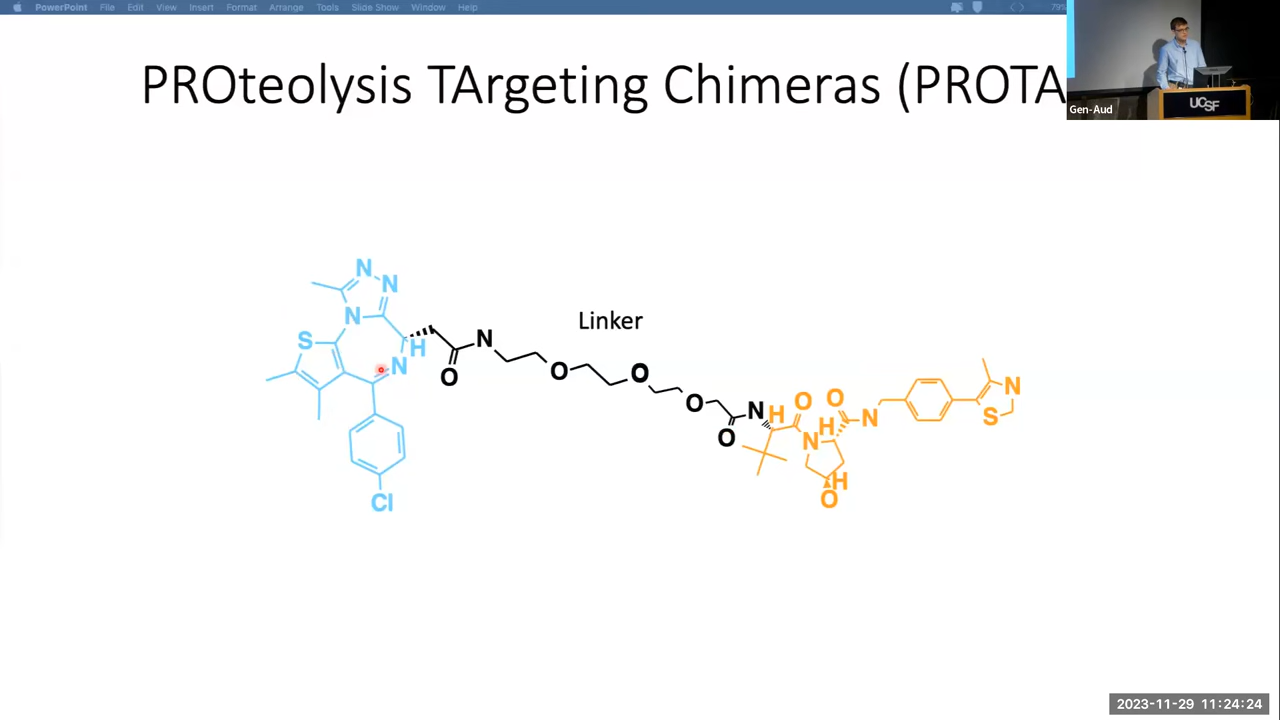 PowerPoint File Edit View Insert Format Arrange Tools Slide Show Window Help 79%
PROteolysis TArgeting Chimeras (PROTA
Gen-Aud
UCSF
N
N
N
S
H
N
Cl
O
N
Linker
O
O
O
O
N
H
O
N
H
O
N
H
O
S
N
2023-11-29 11:24:24